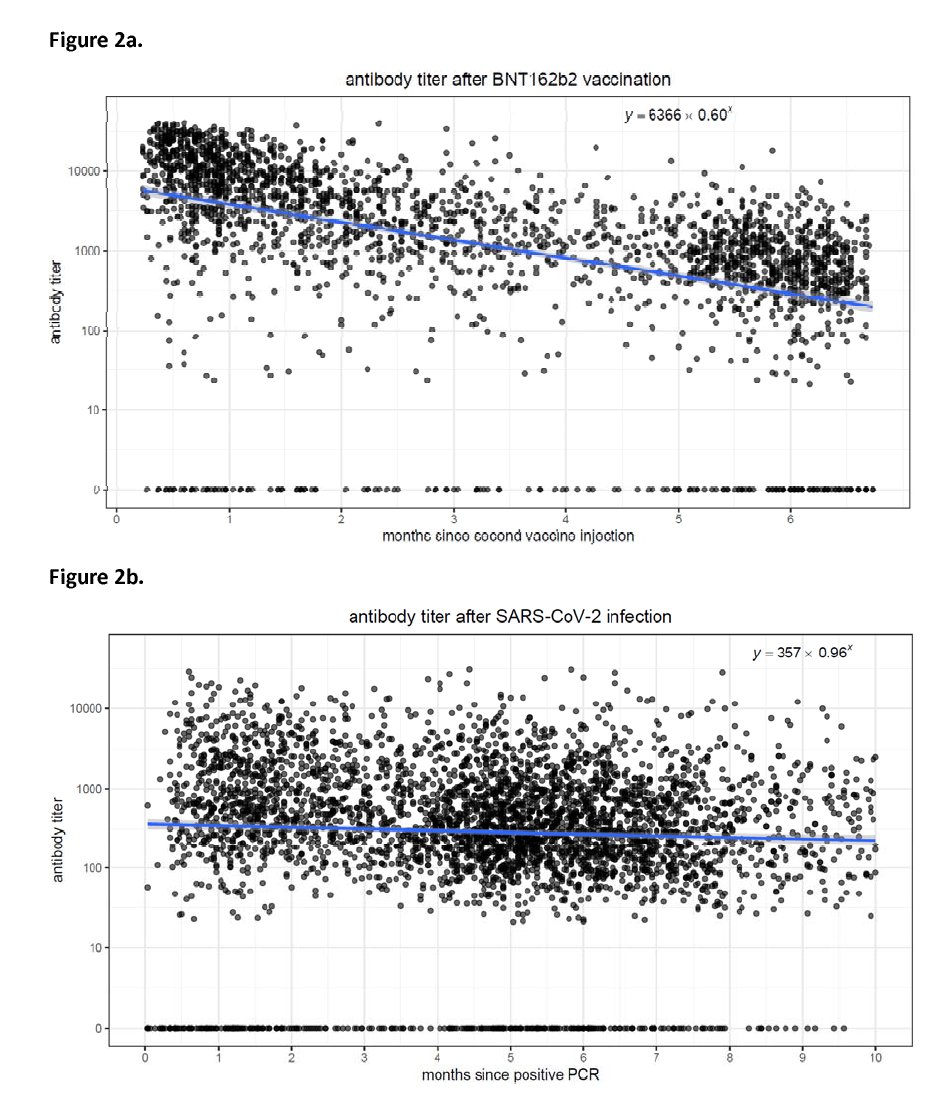 Figure 2a.
antibody titer after BNT162b2 vaccination
y = 6366 × 0.60^x
antibody titer
10000
1000
100
10
0
0 1 2 3 4 5 6
months since second vaccine injection
Figure 2b.
antibody titer after SARS-CoV-2 infection
y = 357 × 0.96^x
antibody titer
10000
1000
100
10
0
0 1 2 3 4 5 6 7 8 9 10
months since positive PCR